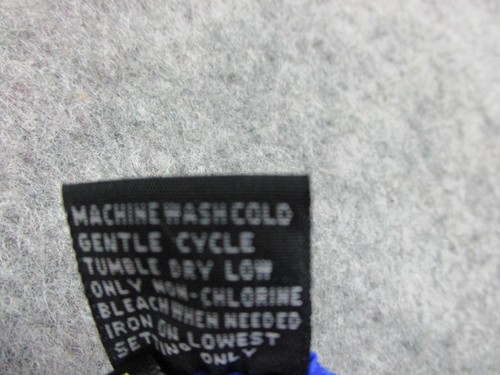 MACHINE WASH COLD
GENTLE CYCLE
TUMBLE DRY LOW
ONLY NON-CHLORINE
BLEACH WHEN NEEDED
IRON ON LOWEST
SETTING ONLY